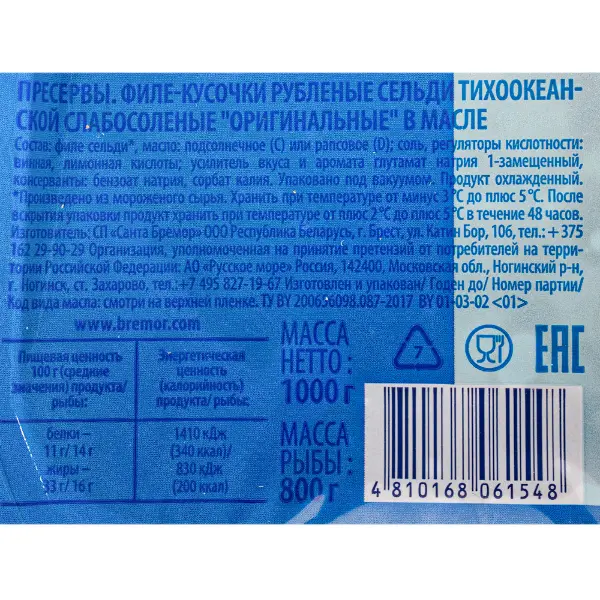 ПРЕСЕРВЫ. ФИЛЕ-КУСОЧКИ РУБЛЕНЫЕ СЕЛЬДИ ТИХООКЕАН-
СКОЙ СЛАБОСОЛЕНЫЕ "ОРИГИНАЛЬНЫЕ" В МАСЛЕ
Состав: филе сельди*, масло: подсолнечное (С) или рапсовое (D); соль, регуляторы кислотности:
винная, лимонная кислоты; усилитель вкуса и аромата глутамат натрия 1-замещенный,
консерванты: бензоат натрия, сорбат калия. Упаковано под вакуумом. Продукт охлажденный.
*Произведено из мороженого сырья. Хранить при температуре от минус 3°С до плюс 5°С. После
вскрытия упаковки продукт хранить при температуре от плюс 2°С до плюс 5°С в течение 48 часов.
Изготовитель: СП «Санта Бремор» ООО Республика Беларусь, г. Брест, ул. Катин Бор, 106, тел.: + 375
162 29-90-29 Организация, уполномоченная на принятие претензий от потребителей на терри-
тории Российской Федерации: АО «Русское море» Россия, 142400, Московская обл., Ногинский р-н,
г. Ногинск, ст. Захарово, тел.:+7 495 827-19-67 Изготовлен и упакован/ Годен до/ Номер партии/
Код вида масла: смотри на верхней пленке. ТУ BY 200656098.087-2017 BY 01-03-02 <01>
www.bremor.com
Пищевая ценность
100 г (средние
значения) продукта/
рыбы:
Энергетическая
ценность
(калорийность)
продукта/ рыбы:
белки –
11 г/ 14 г
жиры –
33 г/ 16 г
1410 кДж
(340 ккал)/
830 кДж
(200 ккал)
МАССА
НЕТТО:
1000 г
МАССА
РЫБЫ:
800 г
7
EAC
4 810168 061548